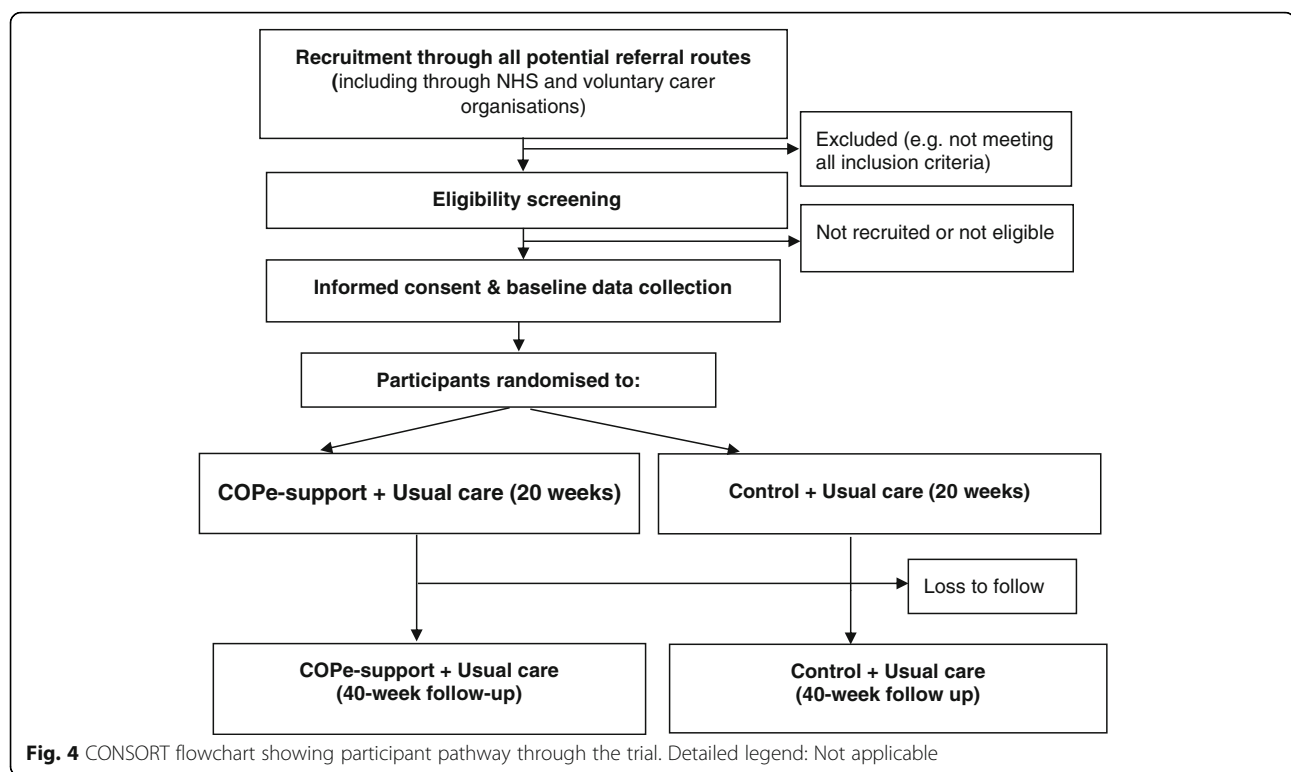 Recruitment through all potential referral routes
(including through NHS and voluntary carer
organisations)
Excluded (e.g. not meeting
all inclusion criteria)
Eligibility screening
Not recruited or not eligible
Informed consent & baseline data collection
Participants randomised to:
COPe-support + Usual care (20 weeks)
Control + Usual care (20 weeks)
Loss to follow
COPe-support + Usual care
(40-week follow-up)
Control + Usual care
(40-week follow up)
Fig. 4 CONSORT flowchart showing participant pathway through the trial. Detailed legend: Not applicable